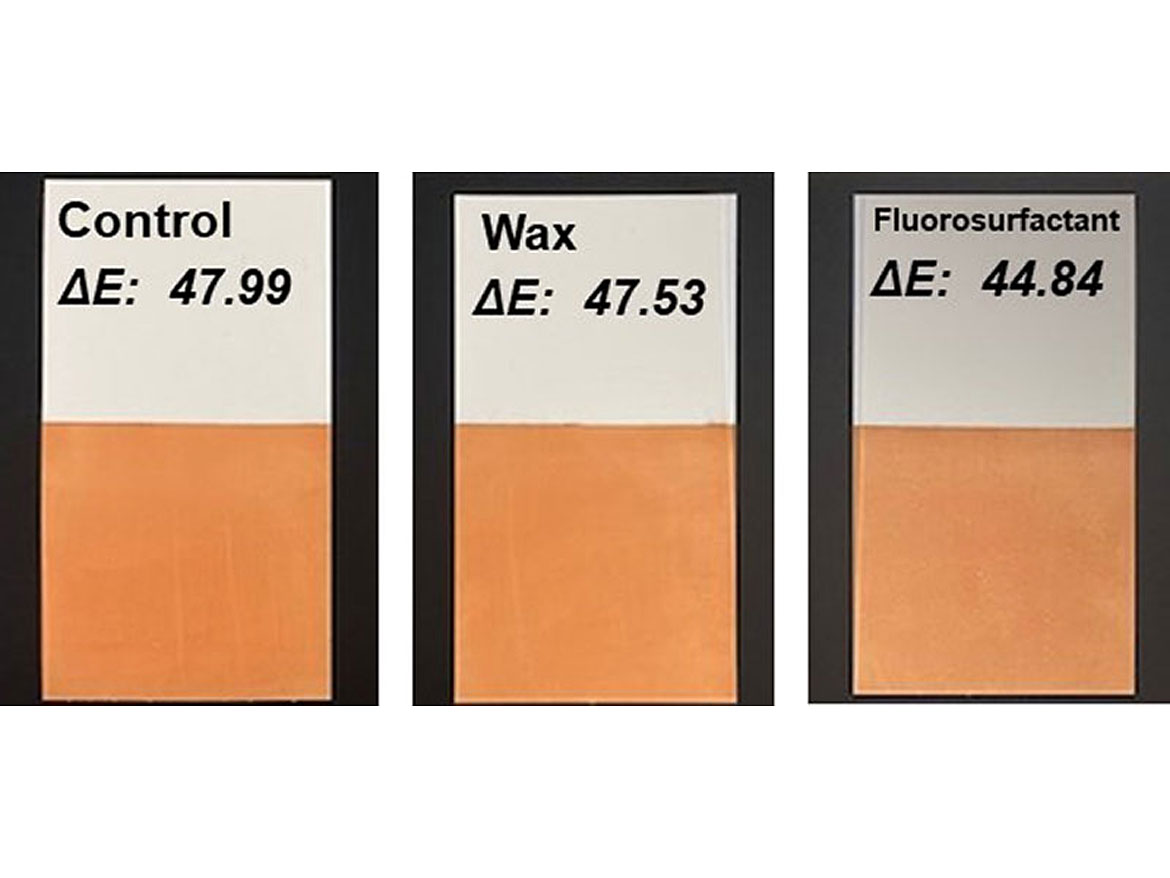 Control
ΔE: 47.99
Wax
ΔE: 47.53
Fluorosurfactant
ΔE: 44.84